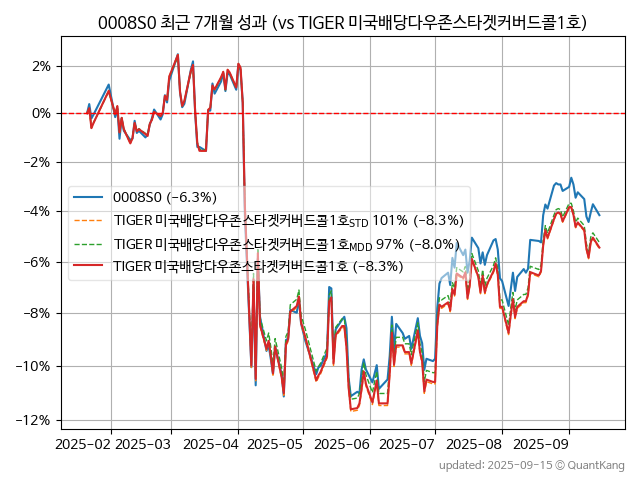 0008S0 최근 7개월 성과 (vs TIGER 미국배당다우존스타겟커버드콜1호)
2%
0%
−2%
−4%
−6%
−8%
−10%
−12%
0008S0 (−6.3%)
TIGER 미국배당다우존스타겟커버드콜1호STD 101% (−8.3%)
TIGER 미국배당다우존스타겟커버드콜1호MDD 97% (−8.0%)
TIGER 미국배당다우존스타겟커버드콜1호 (−8.3%)
2025-02 2025-03 2025-04 2025-05 2025-06 2025-07 2025-08 2025-09
updated: 2025-09-15 © QuantKang